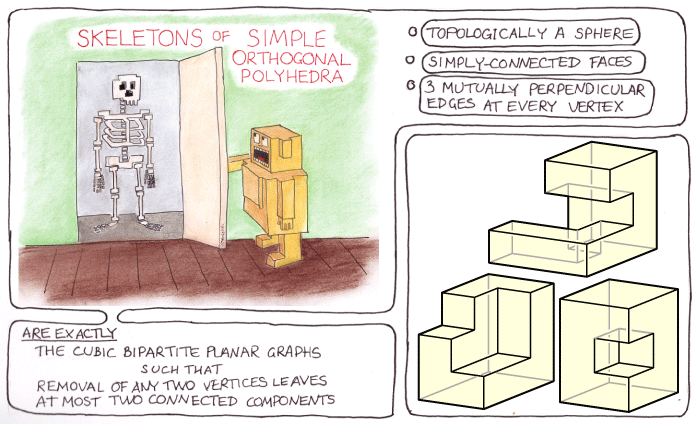 SKELETONS OF SIMPLE
ORTHOGONAL
POLYHEDRA
TOPOLOGICALLY A SPHERE
SIMPLY-CONNECTED FACES
3 MUTUALLY PERPENDICULAR
EDGES AT EVERY VERTEX
ARE EXACTLY
THE CUBIC BIPARTITE PLANAR GRAPHS
SUCH THAT
REMOVAL OF ANY TWO VERTICES LEAVES
AT MOST TWO CONNECTED COMPONENTS